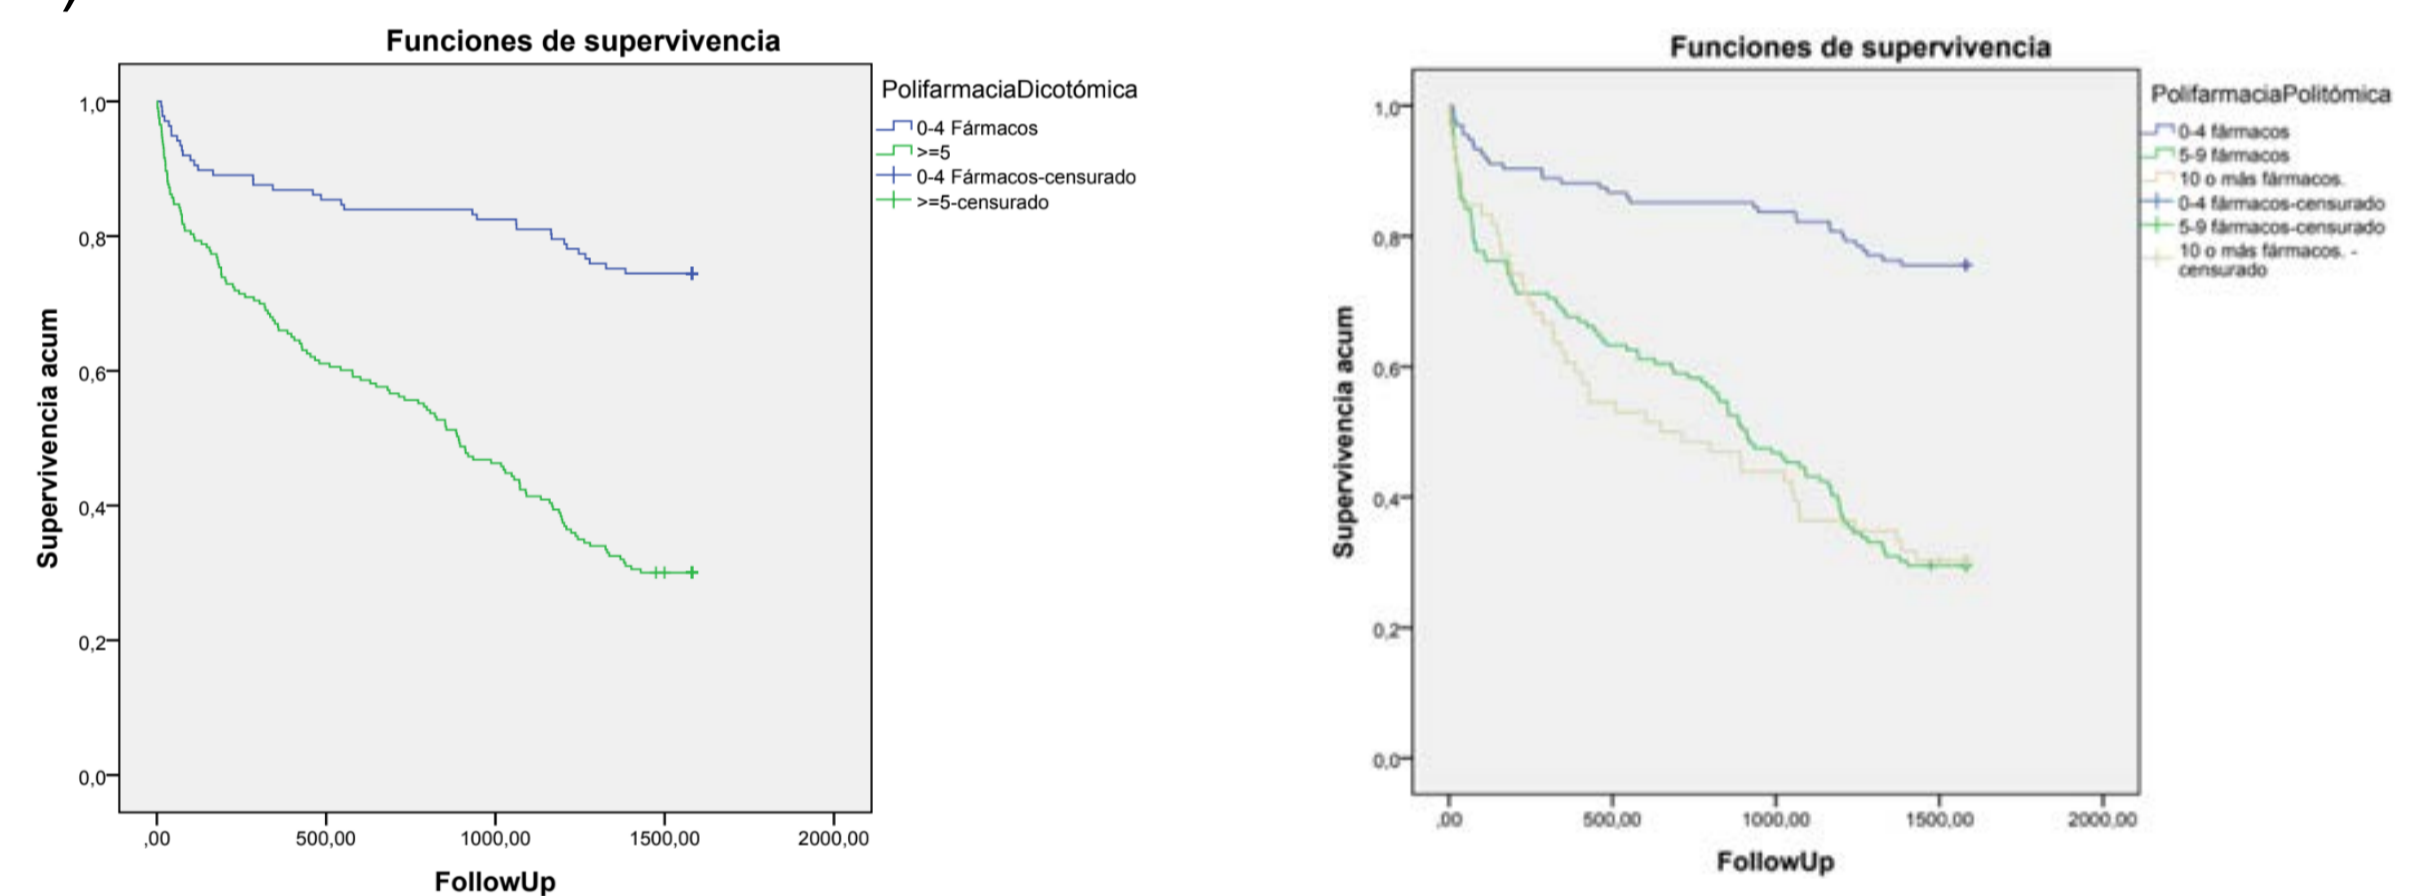 )
Funciones de supervivencia
PolifarmaciaDicotómica
0-4 Fármacos
>=5
0-4 Fármacos-censurado
>=5-censurado
1,0
0,8
0,6
0,4
0,2
0,0
Supervivencia acum
,00
500,00
1000,00
1500,00
2000,00
FollowUp
Funciones de supervivencia
PolifarmaciaPolitómica
0-4 fármacos
5-9 fármacos
10 o más fármacos.
0-4 fármacos-censurado
5-9 fármacos-censurado
10 o más fármacos. -
censurado
1,0
0,8
0,6
0,4
0,2
0,0
Supervivencia acum
,00
500,00
1000,00
1500,00
2000,00
FollowUp